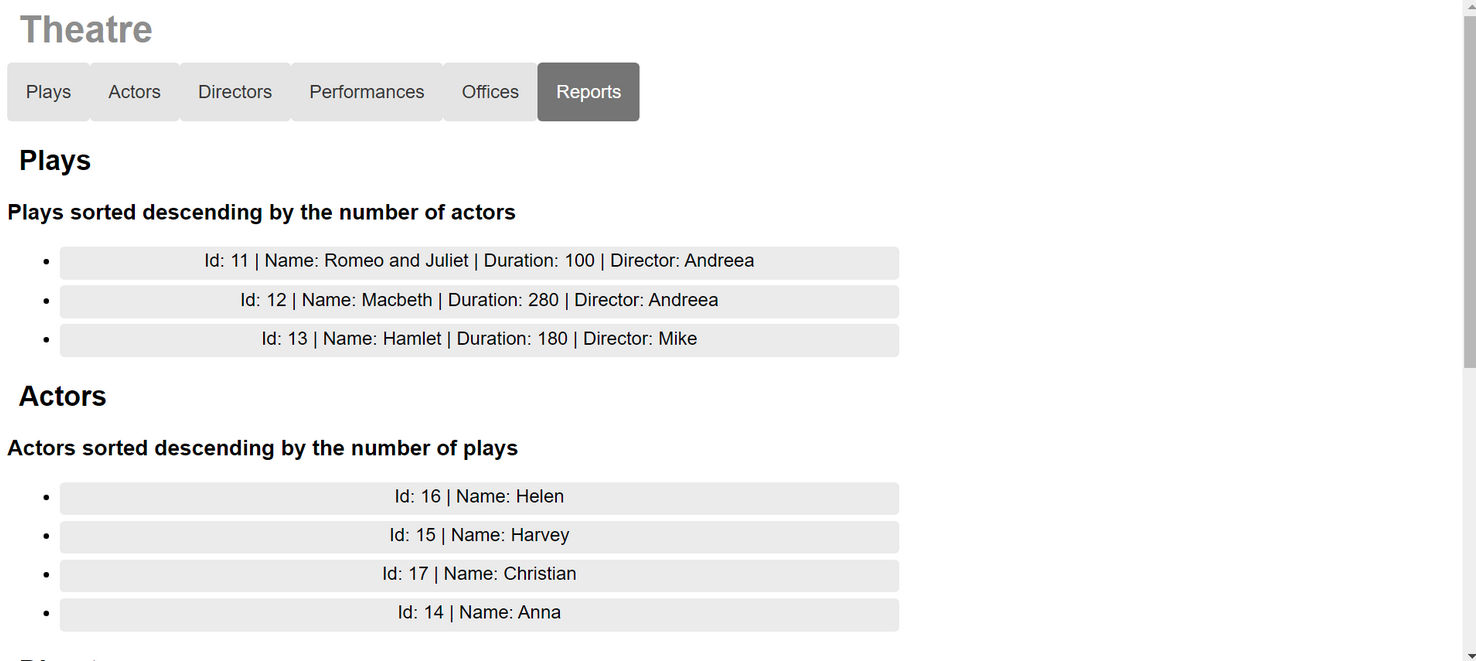 Theatre
Plays Actors Directors Performances Offices Reports
Plays
Plays sorted descending by the number of actors
Id: 11 | Name: Romeo and Juliet | Duration: 100 | Director: Andreea
Id: 12 | Name: Macbeth | Duration: 280 | Director: Andreea
Id: 13 | Name: Hamlet | Duration: 180 | Director: Mike
Actors
Actors sorted descending by the number of plays
Id: 16 | Name: Helen
Id: 15 | Name: Harvey
Id: 17 | Name: Christian
Id: 14 | Name: Anna